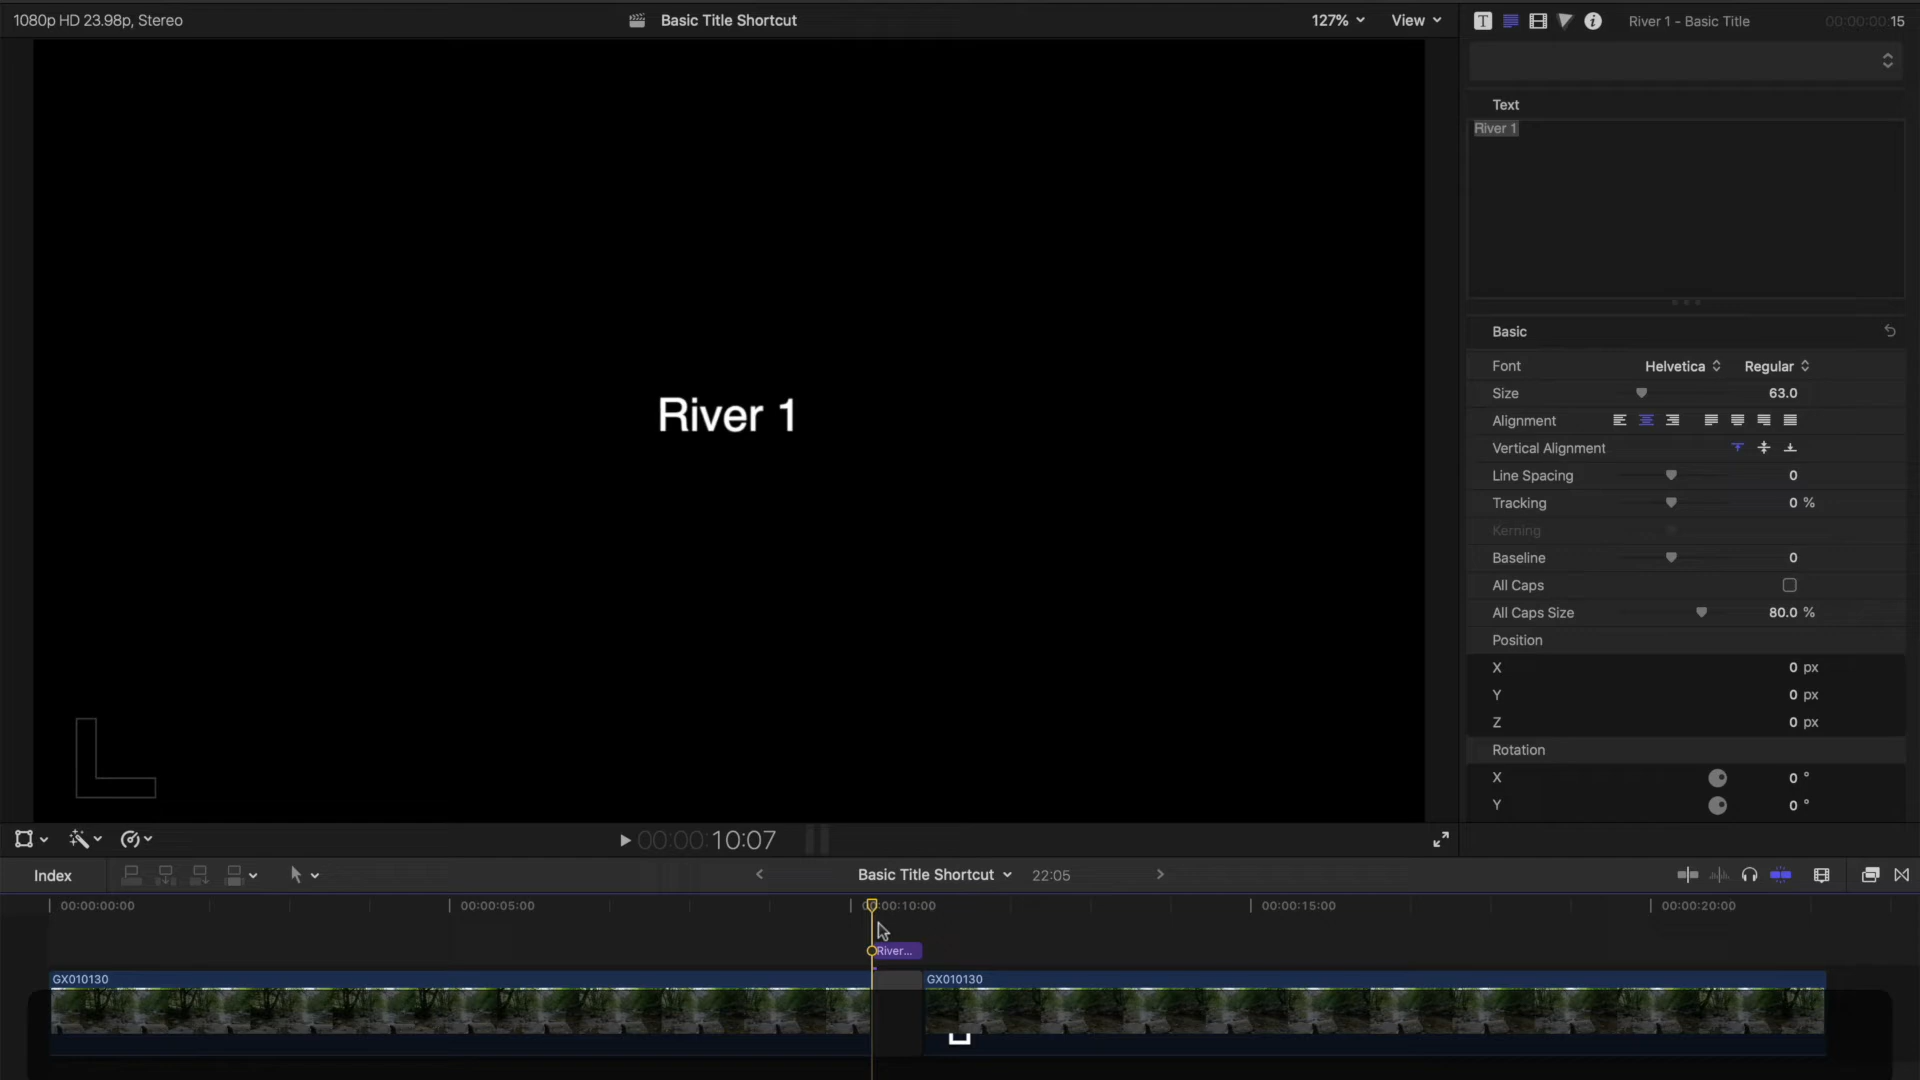 1080p HD 23.98p, Stereo
Basic Title Shortcut
127%
View
River 1 - Basic Title
00:00:00:00.15
Text
River 1
River 1
Basic
Font Helvetica Regular
Size 63.0
Alignment
Vertical Alignment
Line Spacing 0
Tracking 0 %
Kerning
Baseline 0
All Caps
All Caps Size 80.0 %
Position
X 0 px
Y 0 px
Z 0 px
Rotation
X 0 °
Y 0 °
00:00:10:07
Index
Basic Title Shortcut 22:05
00:00:00:00
00:00:05:00
00:00:10:00
00:00:15:00
00:00:20:00
River...
GX010130
GX010130